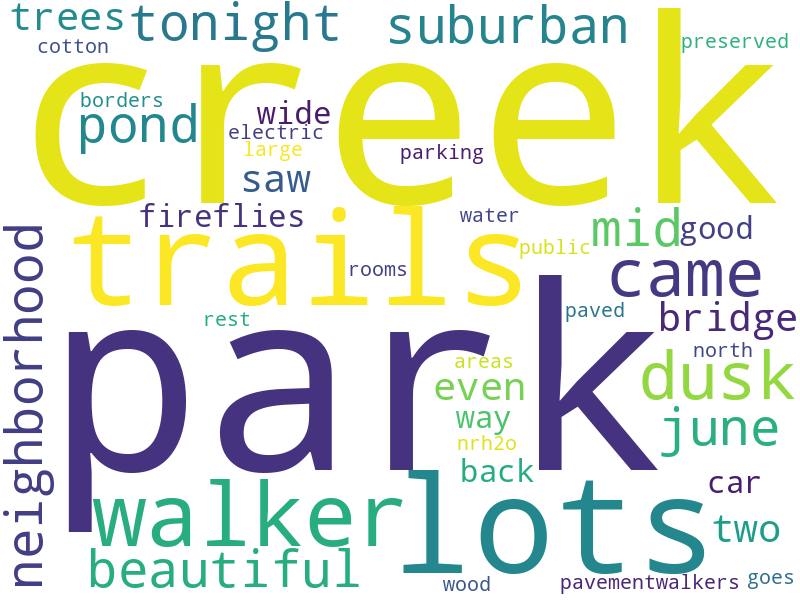 trees
tonight
suburban
cotton
preserved
creek
borders
pond
wide
electric
large
parking
saw
fireflies
water
mid
good
neighborhood
trails
public
rooms
came
rest
paved
bridge
park
north
areas
dusk
even
way
june
nrh2o
back
walker
lots
car
two
beautiful
wood
pavementwalkers
goes